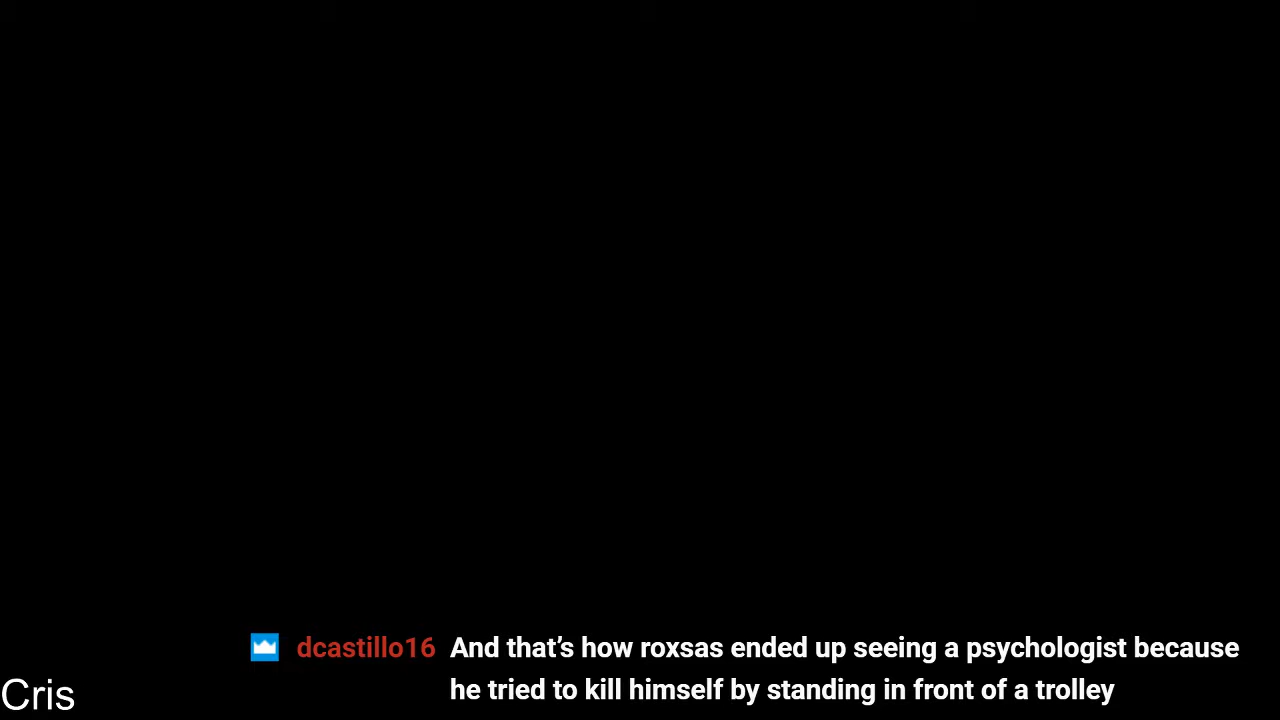 dcastillo16 And that’s how roxsas ended up seeing a psychologist because
he tried to kill himself by standing in front of a trolley
Cris